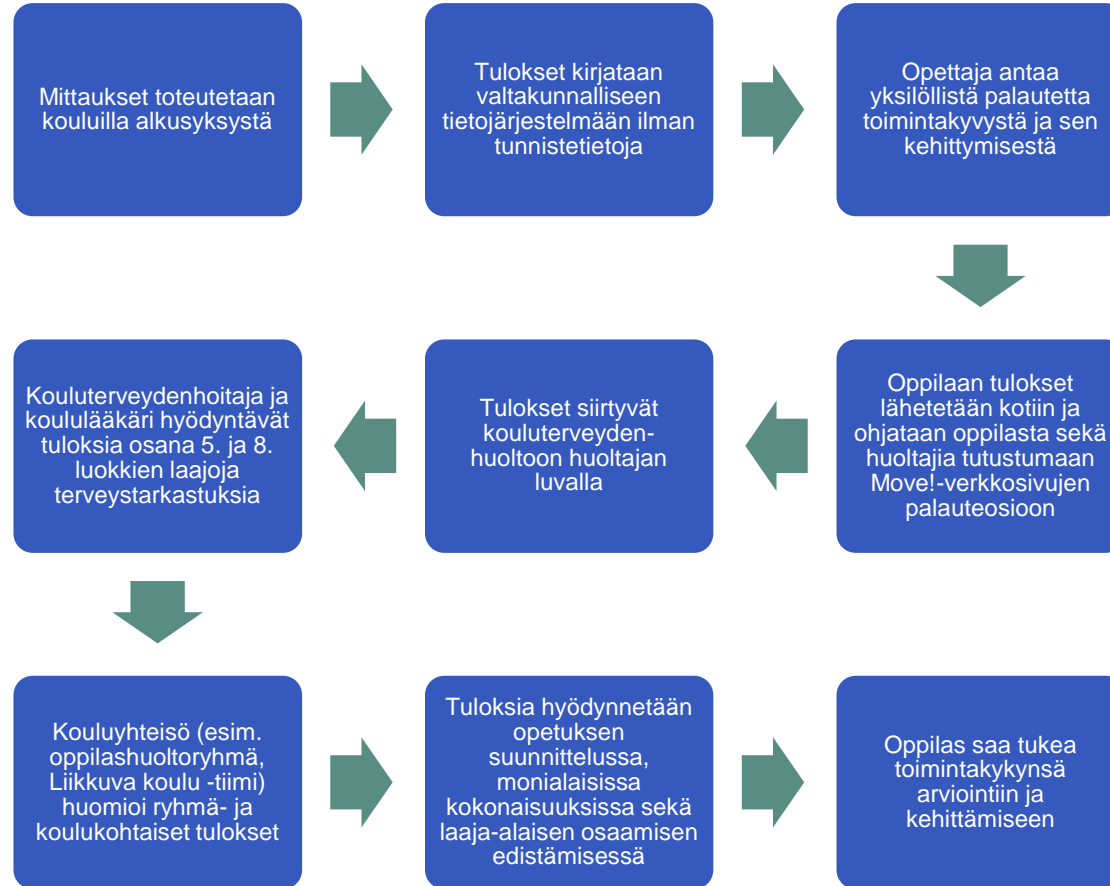 Mittaukset toteutetaan
kouluilla alkusyksystä
Tulokset kirjataan
valtakunnalliseen
tietojärjestelmään ilman
tunnistetietoja
Opettaja antaa
yksilöllistä palautetta
toimintakyvystä ja sen
kehittymisestä
Oppilaan tulokset
lähetetään kotiin ja
ohjataan oppilasta sekä
huoltajia tutustumaan
Move!-verkkosivujen
palauteosioon
Tulokset siirtyvät
kouluterveyden-
huoltoon huoltajan
luvalla
Kouluterveydenhoitaja ja
koululääkäri hyödyntävät
tuloksia osana 5. ja 8.
luokkien laajoja
terveystarkastuksia
Kouluyhteisö (esim.
oppilashuoltoryhmä,
Liikkuva koulu -tiimi)
huomioi ryhmä- ja
koulukohtaiset tulokset
Tuloksia hyödynnetään
opetuksen
suunnittelussa,
monialaisissa
kokonaisuuksissa sekä
laaja-alaisen osaamisen
edistämisessä
Oppilas saa tukea
toimintakykynsä
arviointiin ja
kehittämiseen